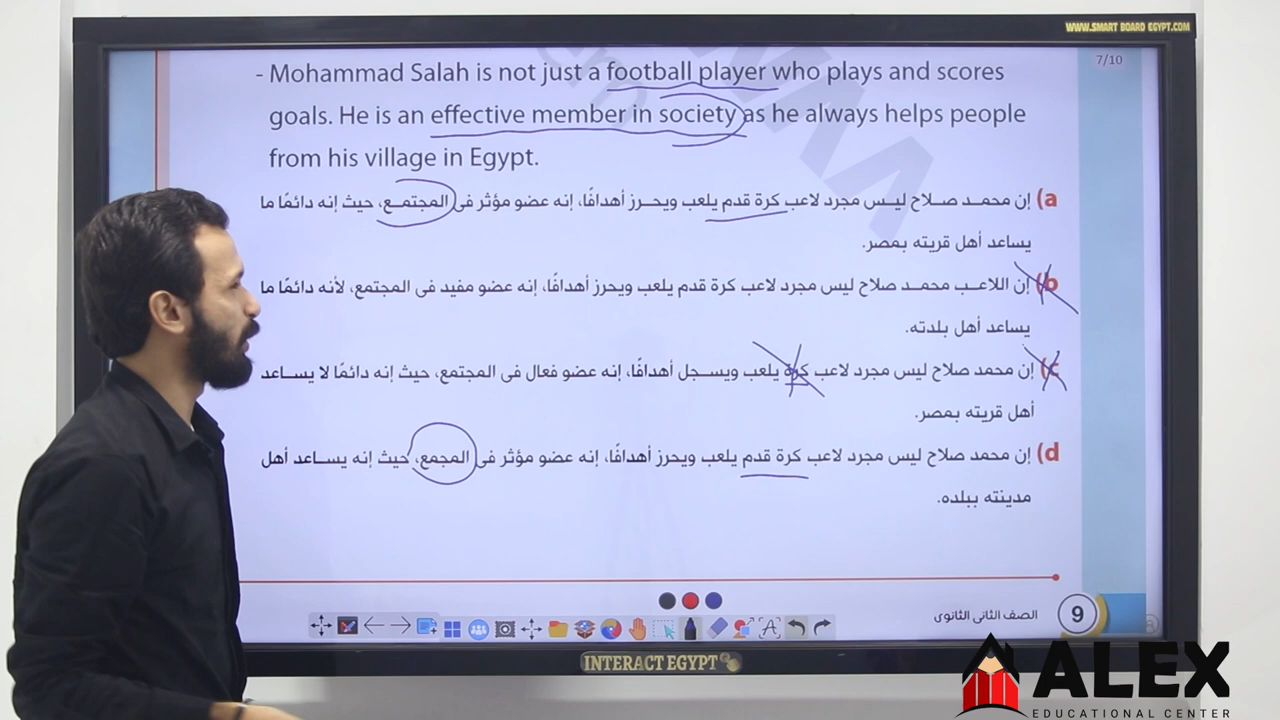 WWW.SMART BOARD EGYPT.COM
7/10
- Mohammad Salah is not just a football player who plays and scores
goals. He is an effective member in society as he always helps people
from his village in Egypt.
a) إن محمـد صـلاح ليـس مجرد لاعب كرة قدم يلعب ويحـرز أهدافًا، إنه عضو مؤثر فى المجتمـع، حيث إنه دائمًا ما
يساعد أهل قريته بمصر.
b) إن اللاعـب محمـد صلاح ليس مجرد لاعب كرة قدم يلعب ويحرز أهدافًا، إنه عضو مفيد فى المجتمع، لأنه دائمًا ما
يساعد أهل بلدته.
c) إن محمد صلاح ليس مجرد لاعب كرة يلعب ويسـجل أهدافًا، إنه عضو فعال فى المجتمع، حيث إنه دائمًا لا يسـاعد
أهل قريته بمصر.
d) إن محمد صلاح ليس مجرد لاعب كرة قدم يلعب ويحرز أهدافًا، إنه عضو مؤثر فى المجمع، حيث إنه يسـاعد أهل
مدينته ببلده.
الصف الثانى الثانوى
9
INTERACT EGYPT
ALEX
EDUCATIONAL CENTER